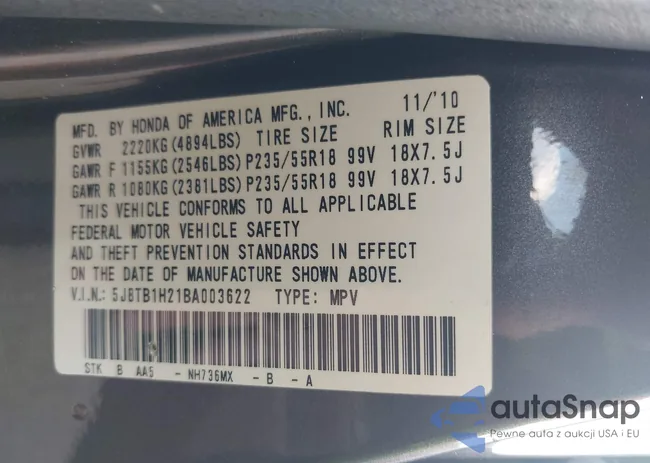 MFD. BY HONDA OF AMERICA MFG., INC. 11/'10
GVWR 2220KG(4894LBS) TIRE SIZE RIM SIZE
GAWR F 1155KG(2546LBS) P235/55R18 99V 18X7.5J
GAWR R 1080KG(2381LBS) P235/55R18 99V 18X7.5J
THIS VEHICLE CONFORMS TO ALL APPLICABLE
FEDERAL MOTOR VEHICLE SAFETY
AND THEFT PREVENTION STANDARDS IN EFFECT
ON THE DATE OF MANUFACTURE SHOWN ABOVE.
V.I.N.: 5J8TB1H21BA003622 TYPE: MPV
STK B AA5 - NH736MX - B - A
autaSnap
Pewne auta z aukcji USA i EU